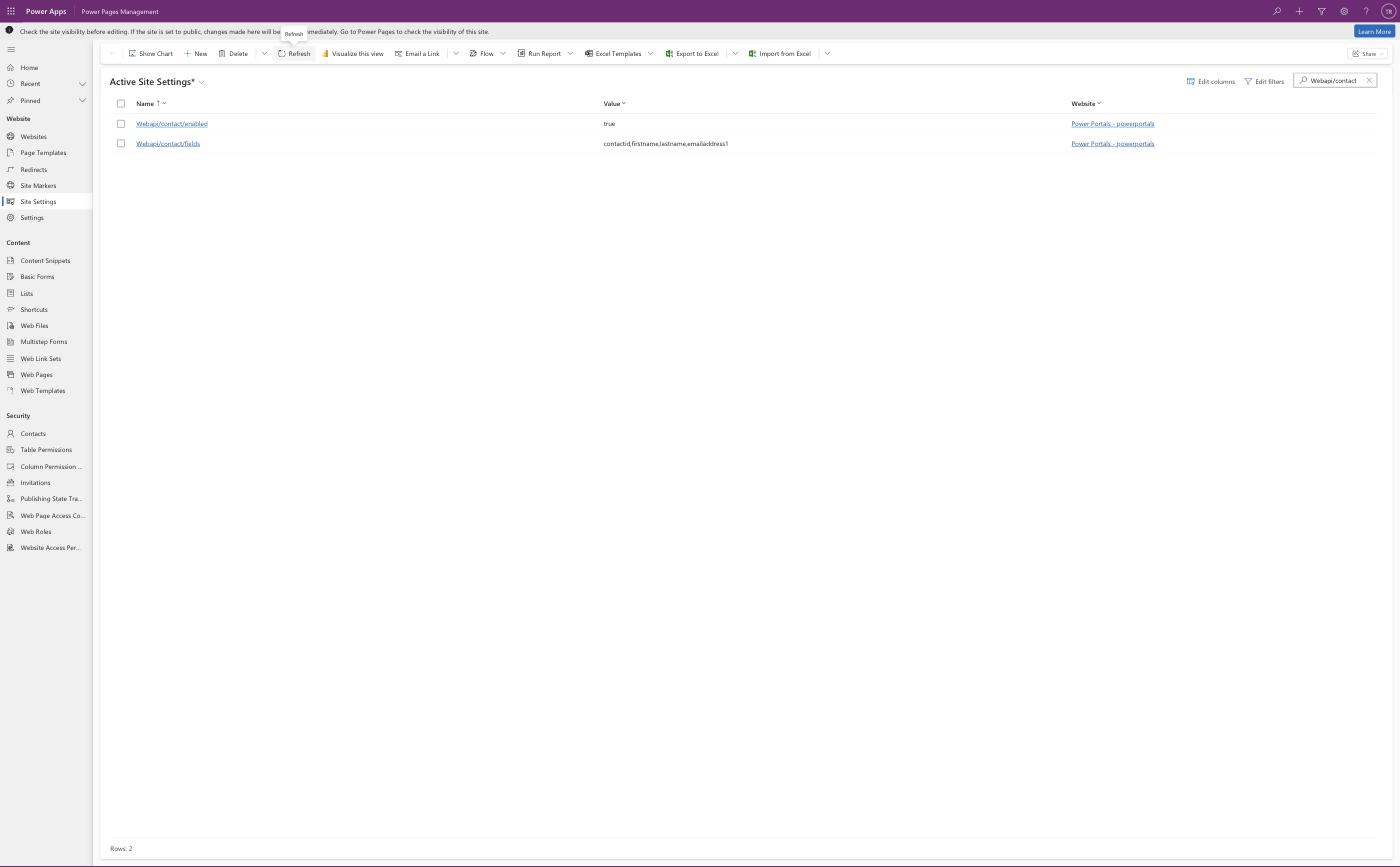 Power Apps Power Pages Management TR
Check the site visibility before editing. If the site is set to public, changes made here will be mmediately. Go to Power Pages to check the visibility of this site. Learn More
Refresh
Show Chart New Delete Refresh Visualize this view Email a Link Flow Run Report Excel Templates Export to Excel Import from Excel Share
Home
Recent
Pinned
Website
Websites
Page Templates
Redirects
Site Markers
Site Settings
Settings
Content
Content Snippets
Basic Forms
Lists
Shortcuts
Web Files
Multistep Forms
Web Link Sets
Web Pages
Web Templates
Security
Contacts
Table Permissions
Column Permission ...
Invitations
Publishing State Tra...
Web Page Access Co...
Web Roles
Website Access Per...
Active Site Settings* Edit columns Edit filters Webapi/contact
Name ↑ Value Website
Webapi/contact/enabled true Power Portals - powerportals
Webapi/contact/fields contactid,firstname,lastname,emailaddress1 Power Portals - powerportals
Rows: 2